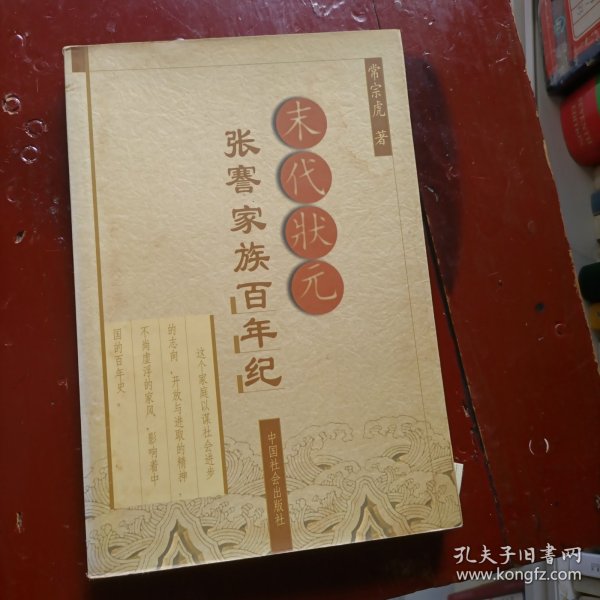 常宗虎 著
末代狀元
张謇家族百年纪
这个家庭以谋社会进步
的志向,开放与进取的精神,
不尚虚浮的家风,影响着中
国的百年史。
中国社会出版社
孔夫子旧书网
www.kongfz.com